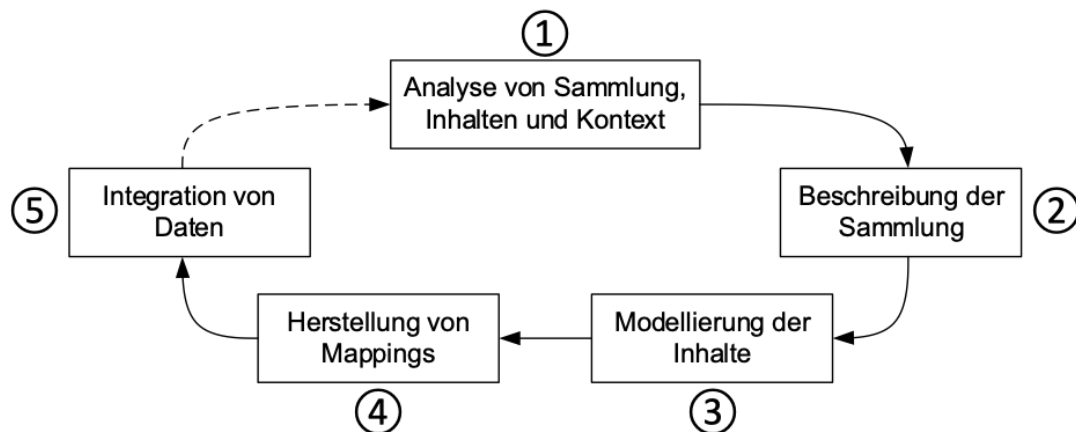 ①
Analyse von Sammlung,
Inhalten und Kontext
Beschreibung der
Sammlung
②
Modellierung der
Inhalte
③
Herstellung von
Mappings
④
Integration von
Daten
⑤